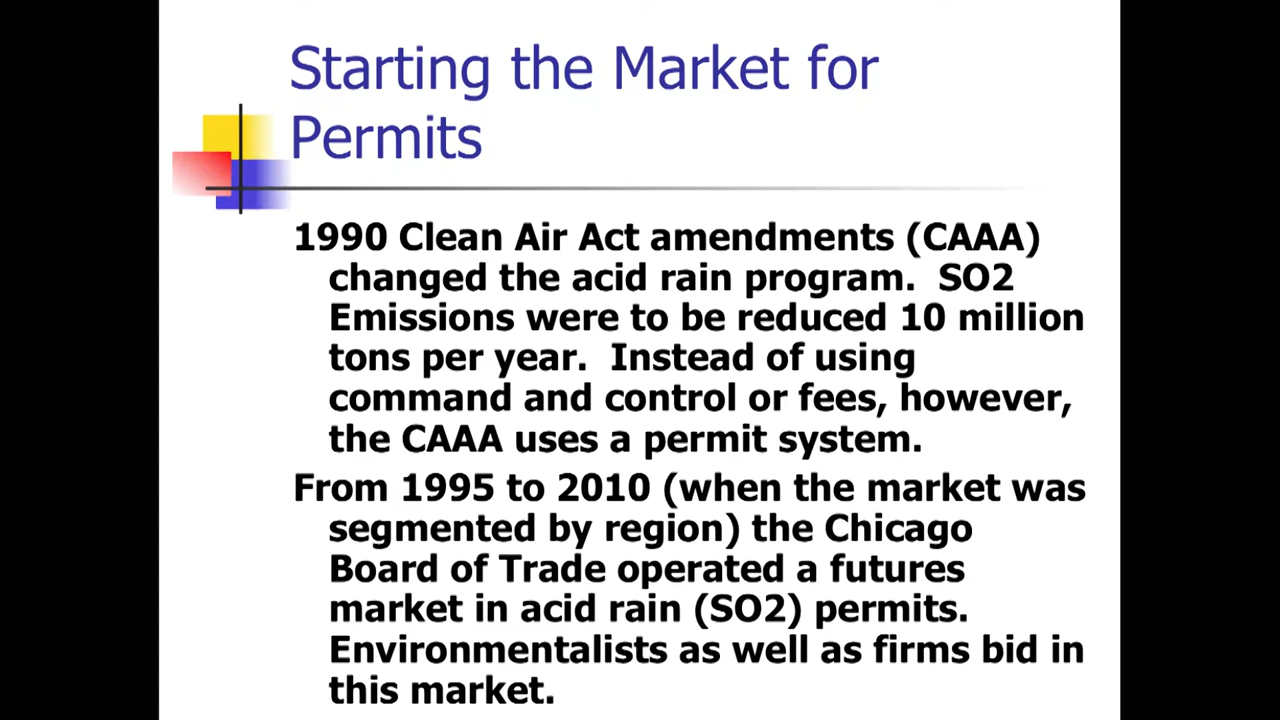 Starting the Market for
Permits
1990 Clean Air Act amendments (CAAA)
changed the acid rain program.  SO2
Emissions were to be reduced 10 million
tons per year.  Instead of using
command and control or fees, however,
the CAAA uses a permit system.
From 1995 to 2010 (when the market was
segmented by region) the Chicago
Board of Trade operated a futures
market in acid rain (SO2) permits.
Environmentalists as well as firms bid in
this market.